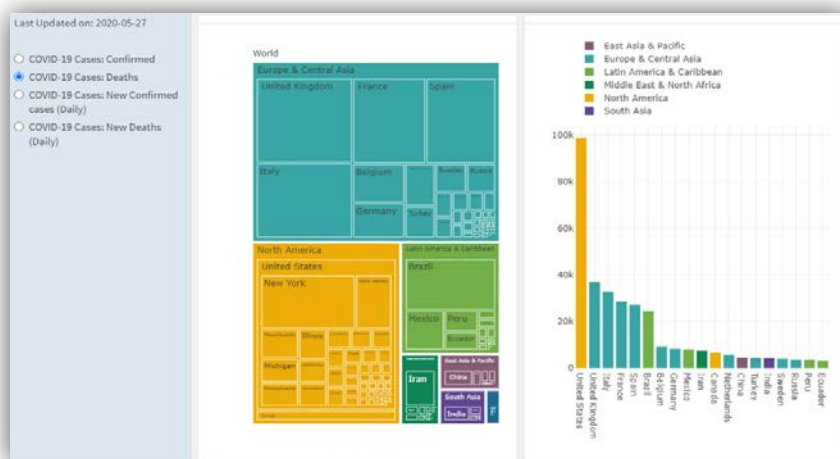 Last Updated on: 2020-05-27
COVID-19 Cases: Confirmed
COVID-19 Cases: Deaths
COVID-19 Cases: New Confirmed
cases (Daily)
COVID-19 Cases: New Deaths
(Daily)
World
Europe & Central Asia
United Kingdom
France
Spain
Italy
Belgium
Sweden
Russia
Germany
Turkey
North America
United States
New York
Illinois
Michigan
Latin America & Caribbean
Brazil
Mexico
Peru
Ecuador
Iran
East Asia & Pacific
China
South Asia
India
East Asia & Pacific
Europe & Central Asia
Latin America & Caribbean
Middle East & North Africa
North America
South Asia
100k
80k
60k
40k
20k
0
United States
United Kingdom
Italy
France
Spain
Brazil
Belgium
Germany
Mexico
Iran
Canada
Netherlands
China
Turkey
India
Sweden
Russia
Peru
Ecuador